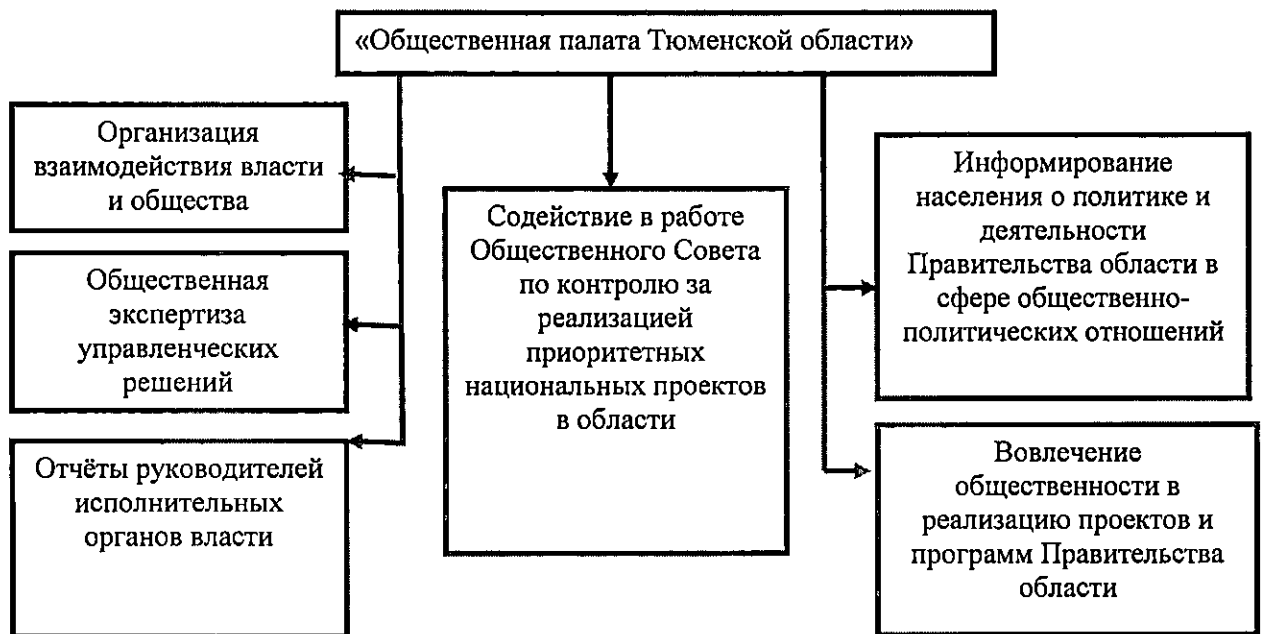 «Общественная палата Тюменской области»
Организация
взаимодействия власти
и общества
Общественная
экспертиза
управленческих
решений
Отчёты руководителей
исполнительных
органов власти
Содействие в работе
Общественного Совета
по контролю за
реализацией
приоритетных
национальных проектов
в области
Информирование
населения о политике и
деятельности
Правительства области в
сфере общественно-
политических отношений
Вовлечение
общественности в
реализацию проектов и
программ Правительства
области